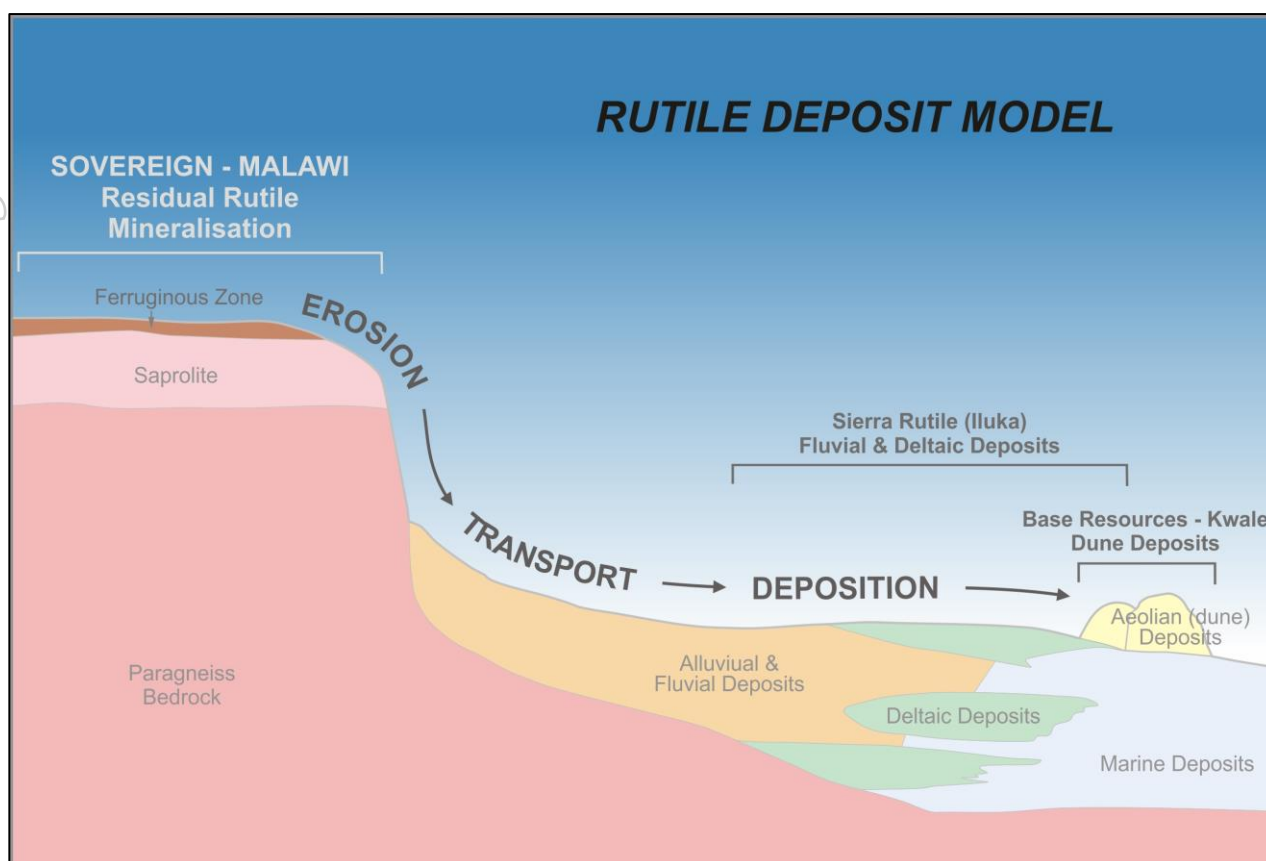 RUTILE DEPOSIT MODEL
SOVEREIGN - MALAWI
Residual Rutile
Mineralisation
Ferruginous Zone
EROSION
Saprolite
Sierra Rutile (Iluka)
Fluvial & Deltaic Deposits
Base Resources - Kwale
Dune Deposits
TRANSPORT
DEPOSITION
Aeolian (dune)
Deposits
Paragneiss
Bedrock
Alluviual &
Fluvial Deposits
Deltaic Deposits
Marine Deposits